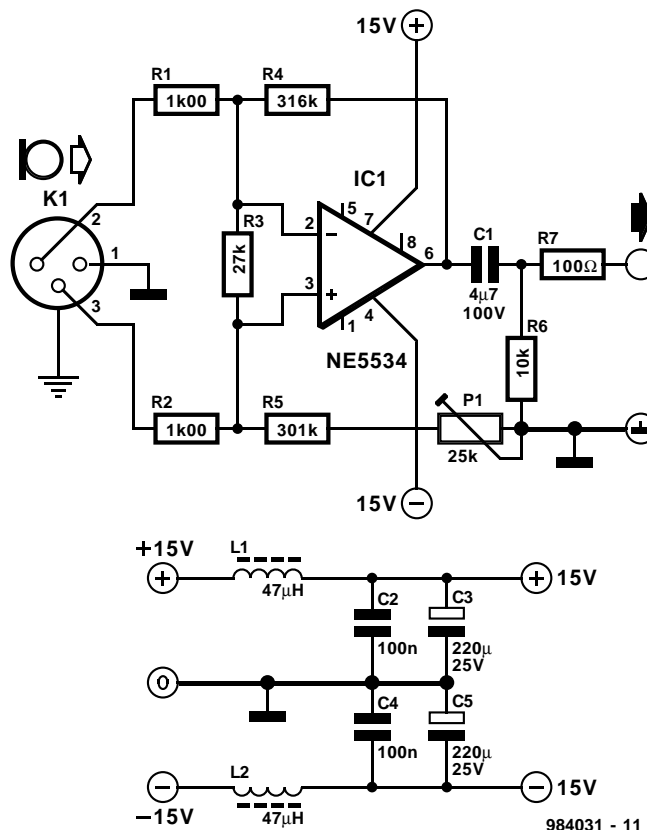 15V +
R1
R4
1k00
316k
K1
2
1
3
IC1
5
7
2
−
R3
27k
8
6
3
+
4
1
NE5534
C1
4µ7
100V
R7
100Ω
R6
10k
R2
R5
1k00
301k
P1
25k
15V −
+15V
+
L1
47µH
+ 15V
C2
100n
C3
220µ
25V
0
C4
100n
C5
220µ
25V
−
−15V
L2
47µH
− 15V
984031 - 11